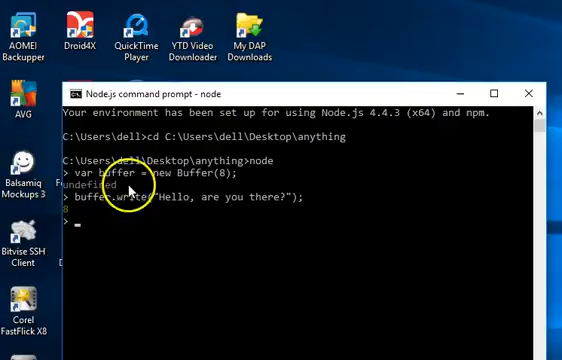 AOMEI Backupper
Droid4X
QuickTime Player
YTD Video Downloader
My DAP Downloads
Node.js command prompt - node
Your environment has been set up for using Node.js 4.4.3 (x64) and npm.
C:\Users\dell>cd C:\Users\dell\Desktop\anything
C:\Users\dell\Desktop\anything>node
> var buffer = new Buffer(8);
undefined
> buffer.write("Hello, are you there?");
8
>
AVG
Balsamiq Mockups 3
Bitvise SSH Client
Corel FastFlick X8